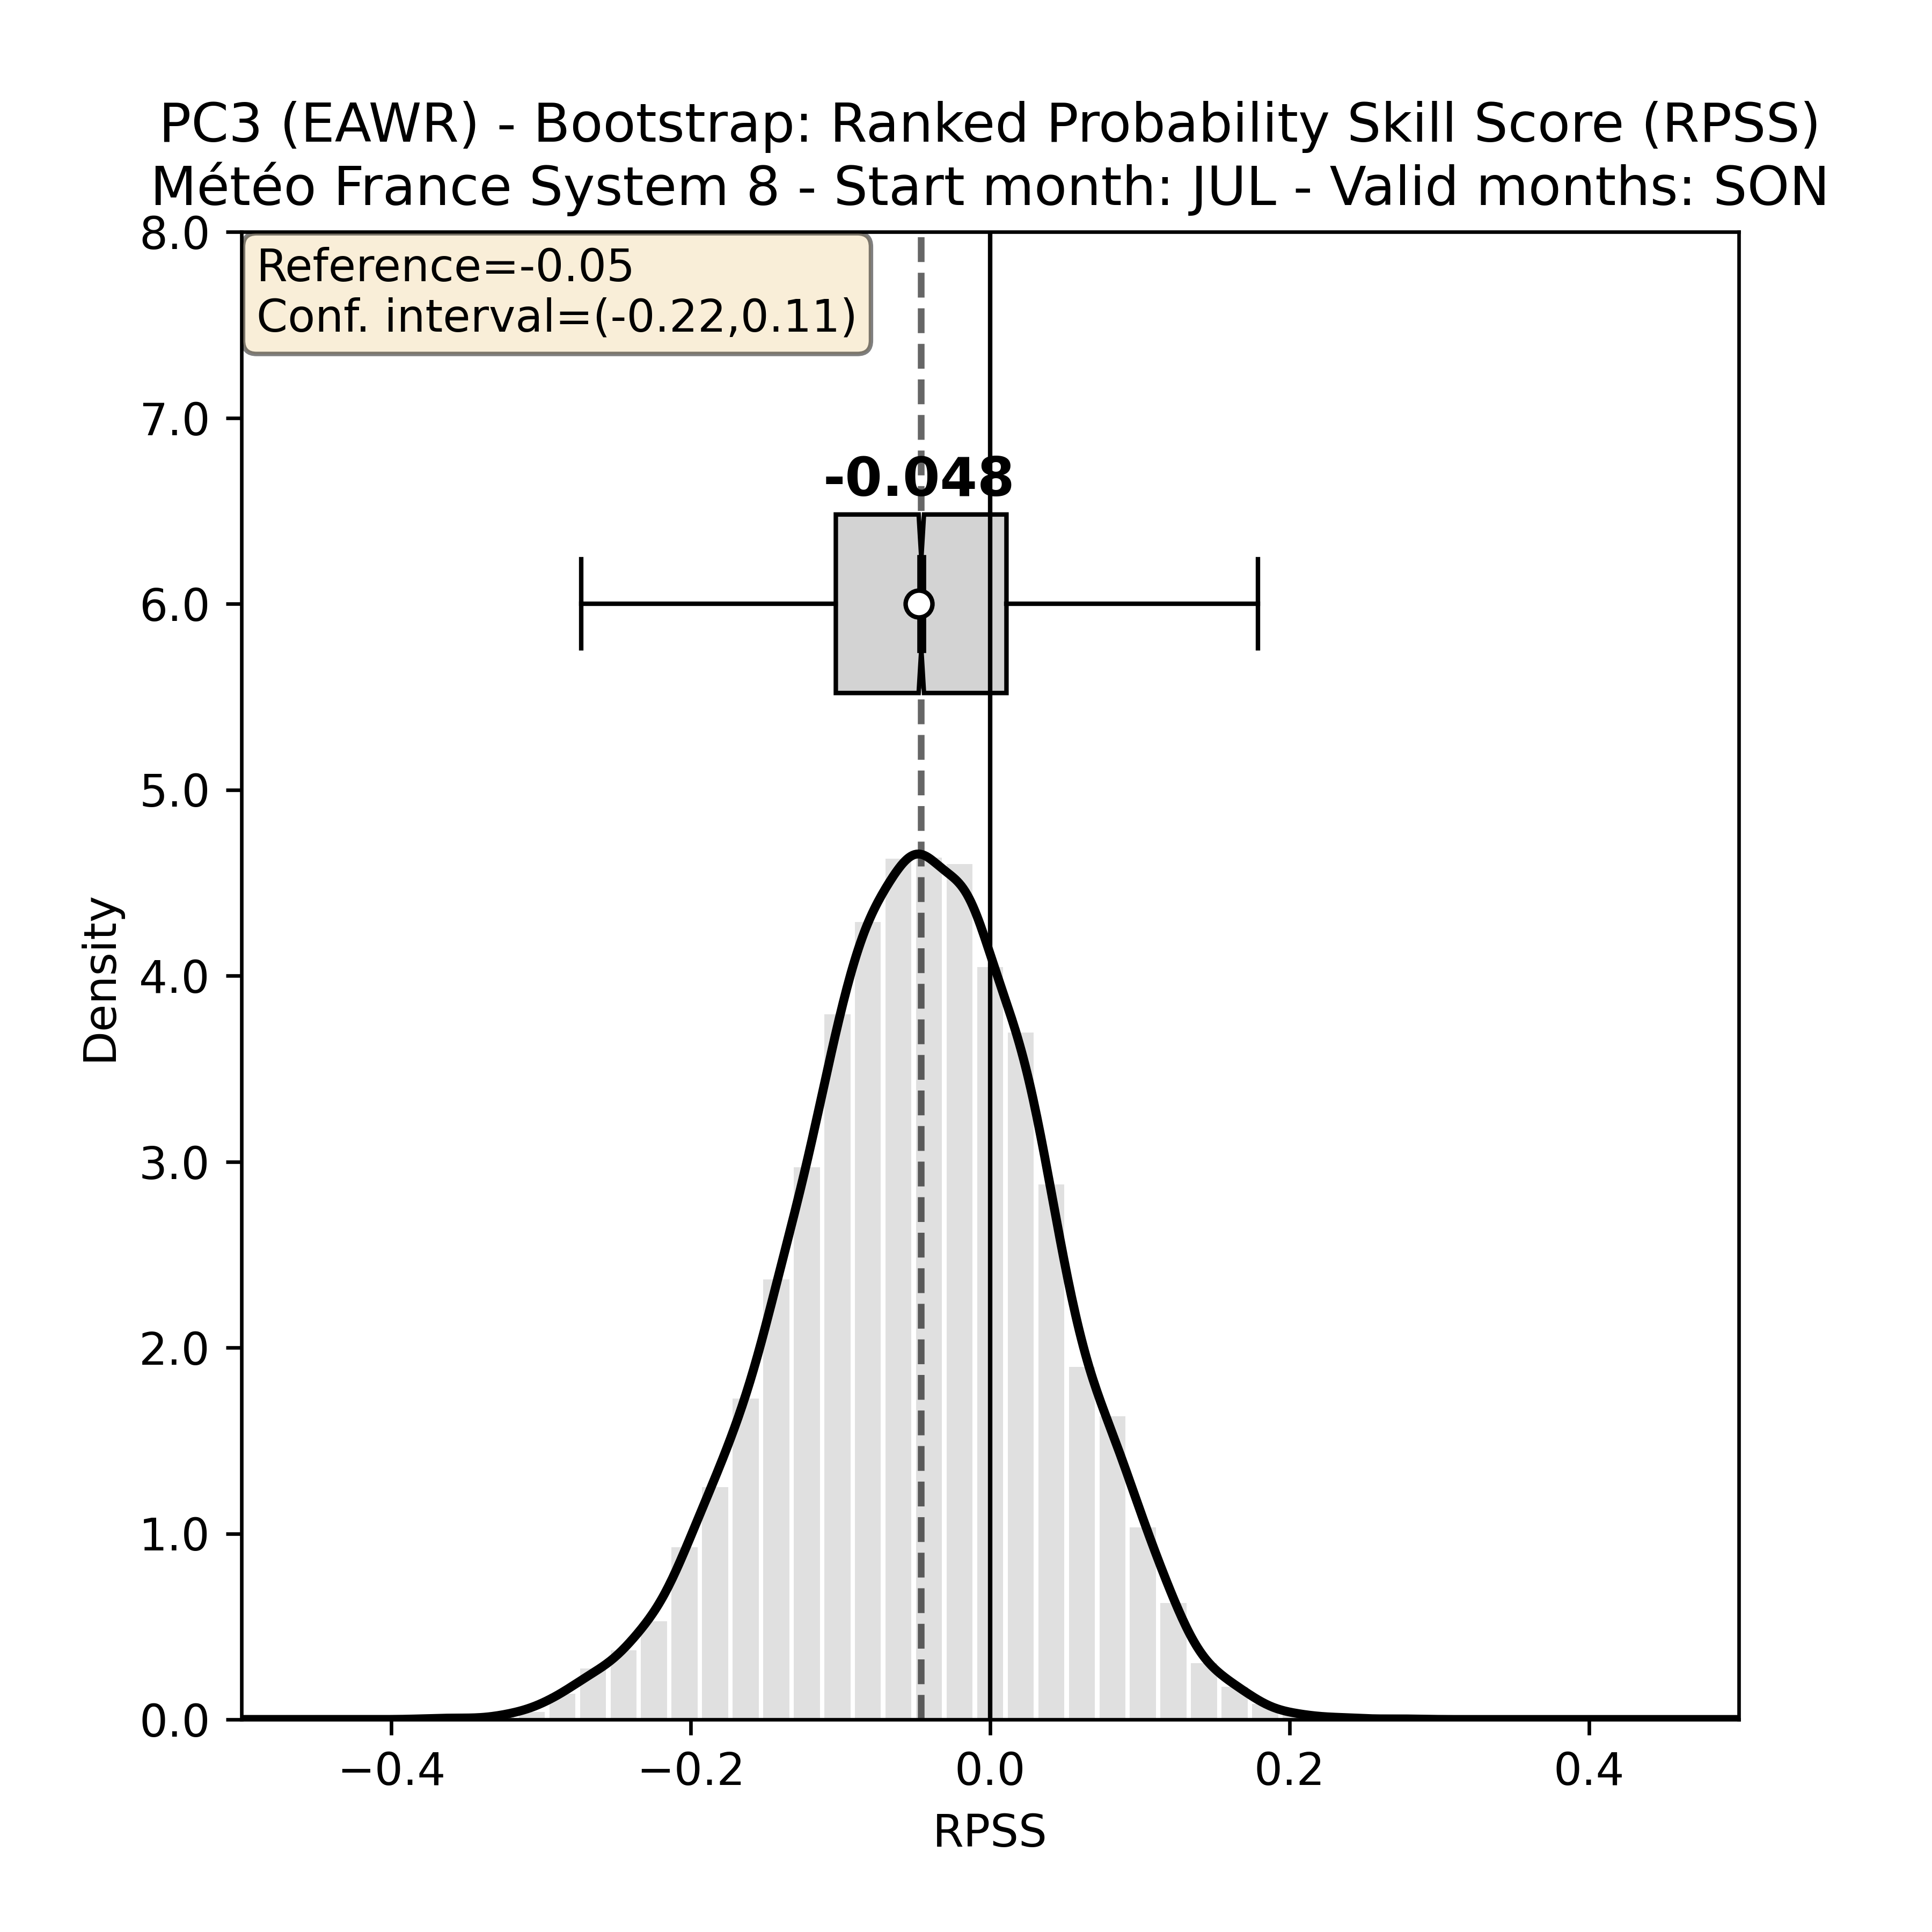 PC3 (EAWR) - Bootstrap: Ranked Probability Skill Score (RPSS)
Météo France System 8 - Start month: JUL - Valid months: SON
8.0
Reference=-0.05
Conf. interval=(-0.22,0.11)
7.0
-0.048
6.0
5.0
Density
4.0
3.0
2.0
1.0
0.0
−0.4 −0.2 0.0 0.2 0.4
RPSS